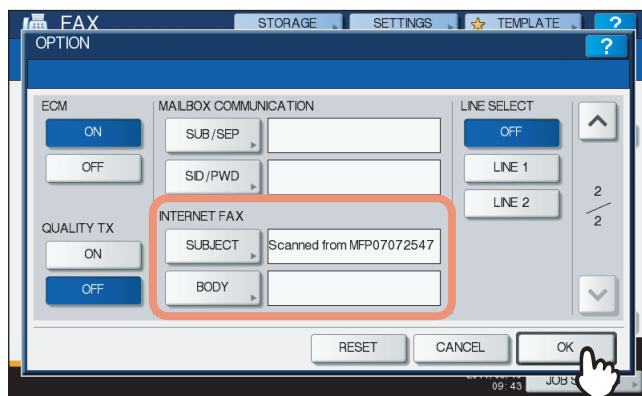 FAX STORAGE SETTINGS TEMPLATE ?
OPTION ?
ECM
ON
OFF
QUALITY TX
ON
OFF
MAILBOX COMMUNICATION
SUB/SEP
SID/PWD
INTERNET FAX
SUBJECT Scanned from MFP07072547
BODY
LINE SELECT
OFF
LINE 1
LINE 2
2
2
RESET CANCEL OK
09:43 JOB S